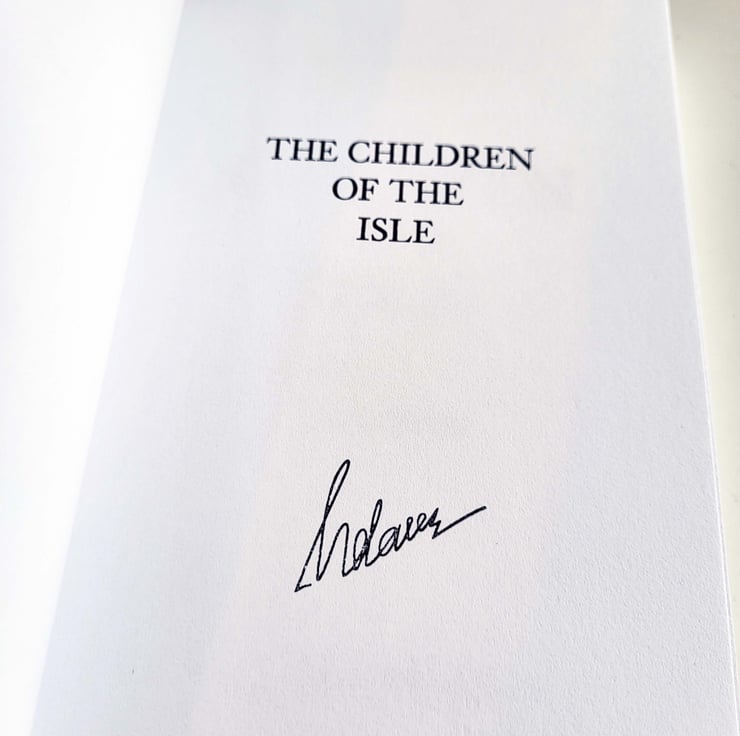 THE CHILDREN
OF THE
ISLE